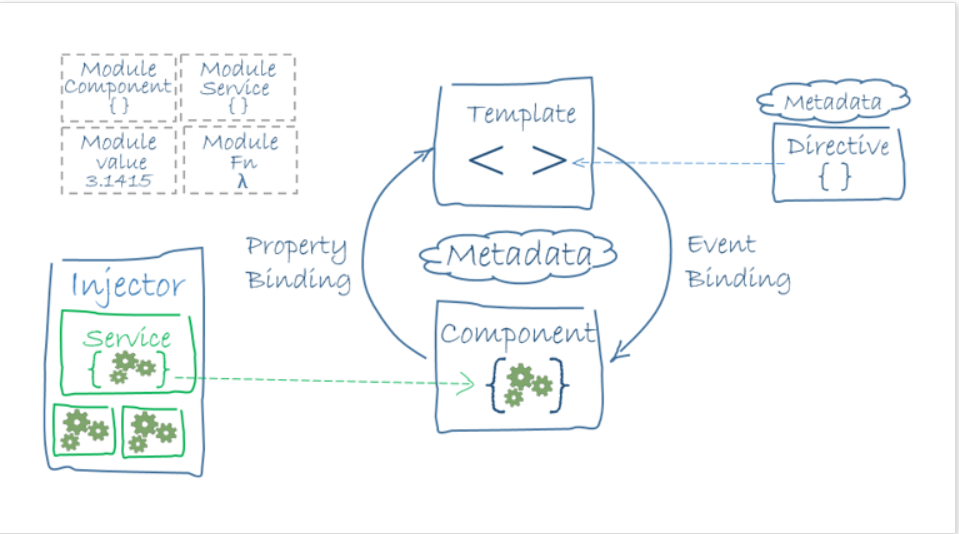 Module
Component
{ }
Module
Service
{ }
Module
value
3.1415
Module
Fn
λ
Template
< >
Metadata
Directive
{ }
Property
Binding
Metadata
Event
Binding
Injector
Service
{ }
Component
{ }